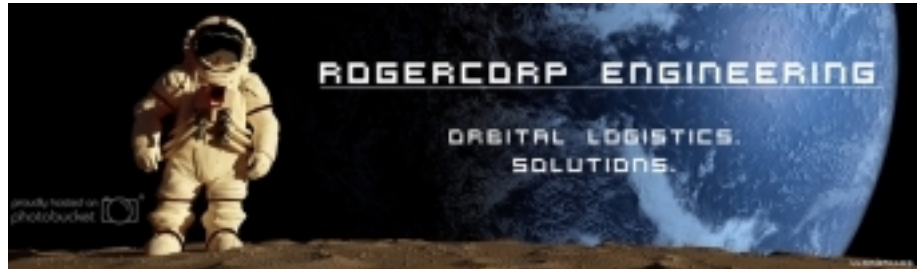 ROGERCORP ENGINEERING
ORBITAL LOGISTICS.
SOLUTIONS.
proudly hosted on
photobucket